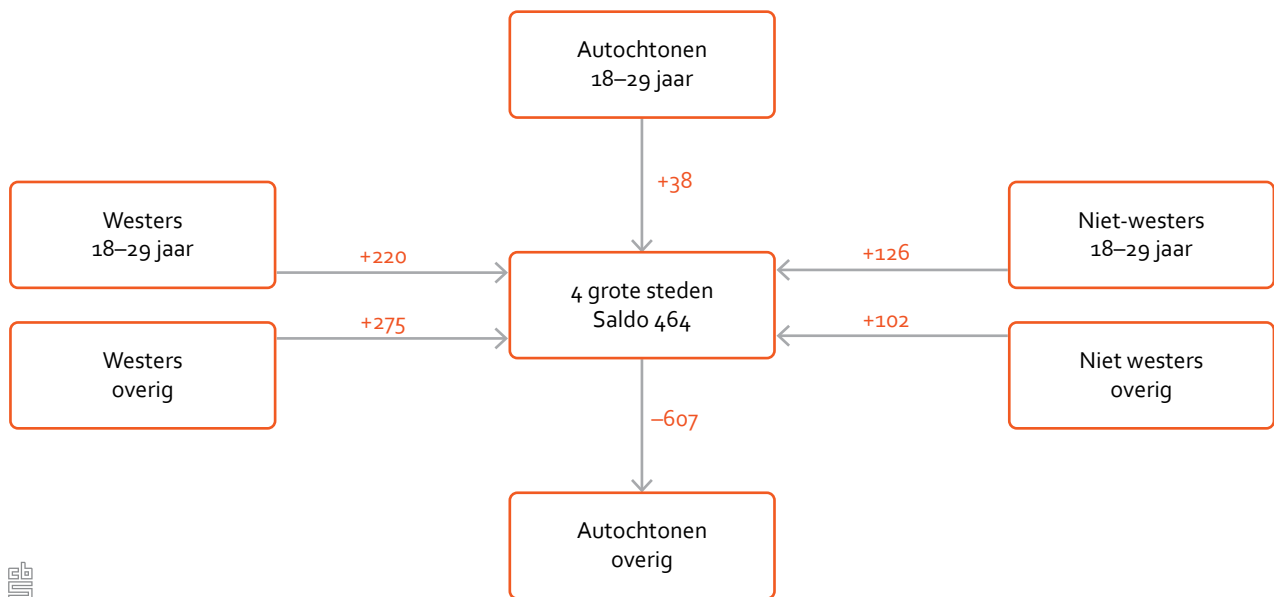 Autochtonen
18–29 jaar
+38
Westers
18–29 jaar
+220
4 grote steden
Saldo 464
+126
Niet-westers
18–29 jaar
Westers
overig
+275
+102
Niet westers
overig
–607
Autochtonen
overig